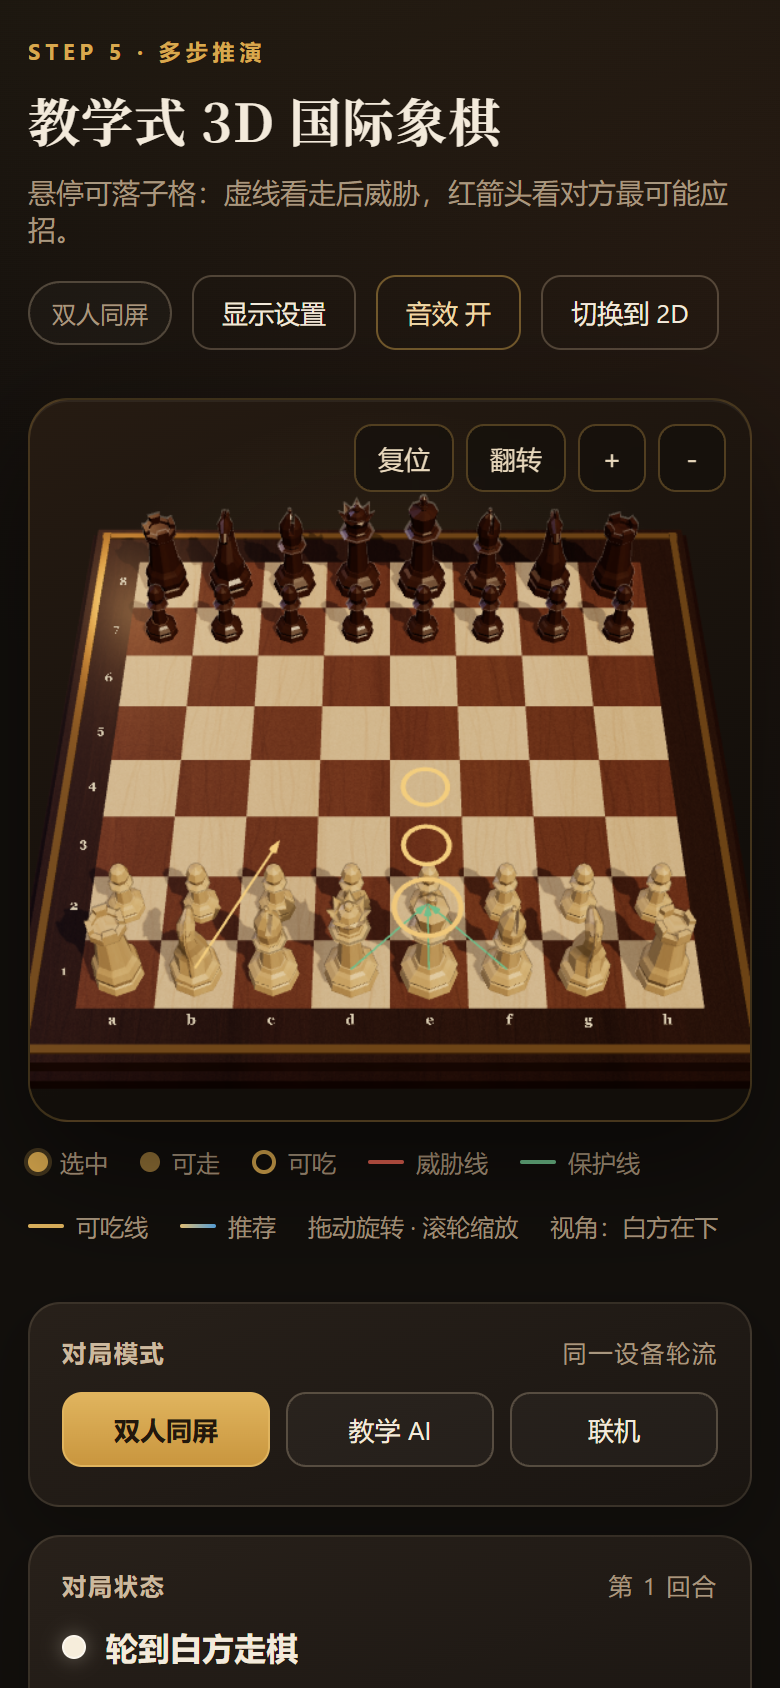 STEP 5 · 多步推演
教学式 3D 国际象棋
悬停可落子格：虚线看走后威胁，红箭头看对方最可能应
招。
双人同屏
显示设置
音效 开
切换到 2D
复位
翻转
+
-
8
7
6
5
4
3
2
1
a b c d e f g h
选中 可走 可吃 威胁线 保护线
可吃线 推荐 拖动旋转 · 滚轮缩放 视角：白方在下
对局模式
同一设备轮流
双人同屏
教学 AI
联机
对局状态
第 1 回合
轮到白方走棋